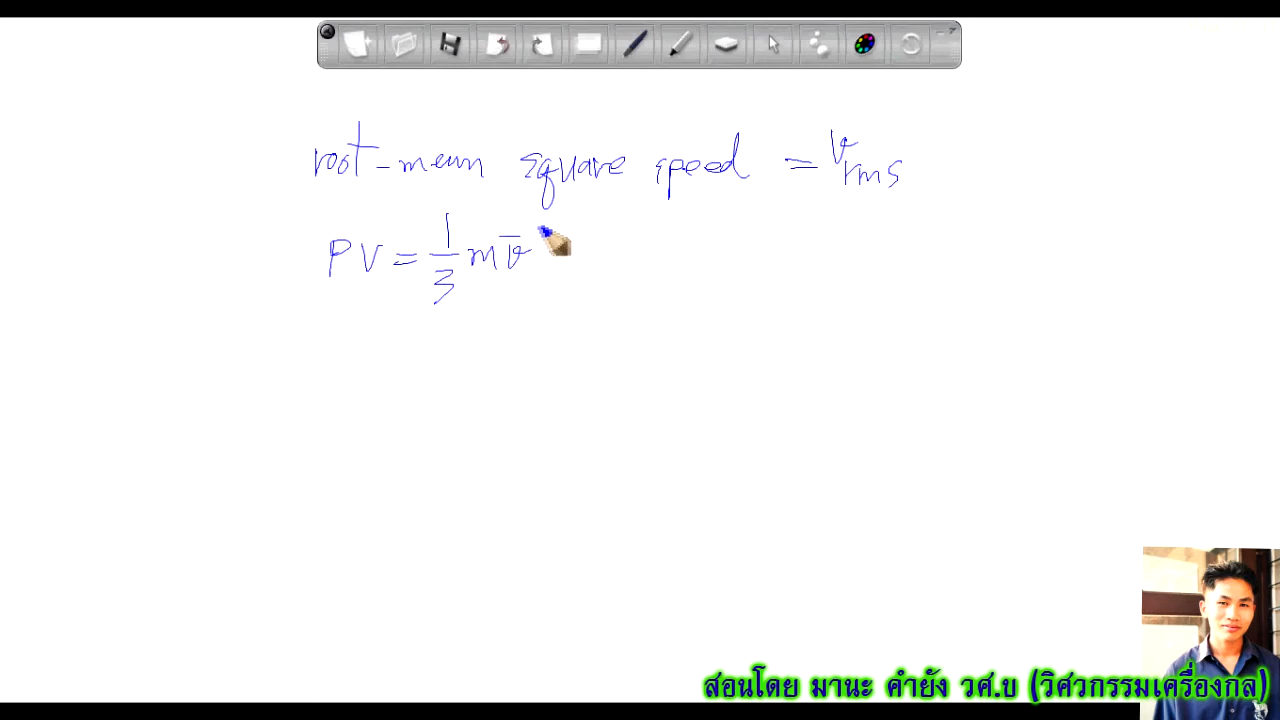 root-mean square speed = v rms
PV = 1/3 m v̄
สอนโดย มานะ คำยัง วศ.บ (วิศวกรรมเครื่องกล)